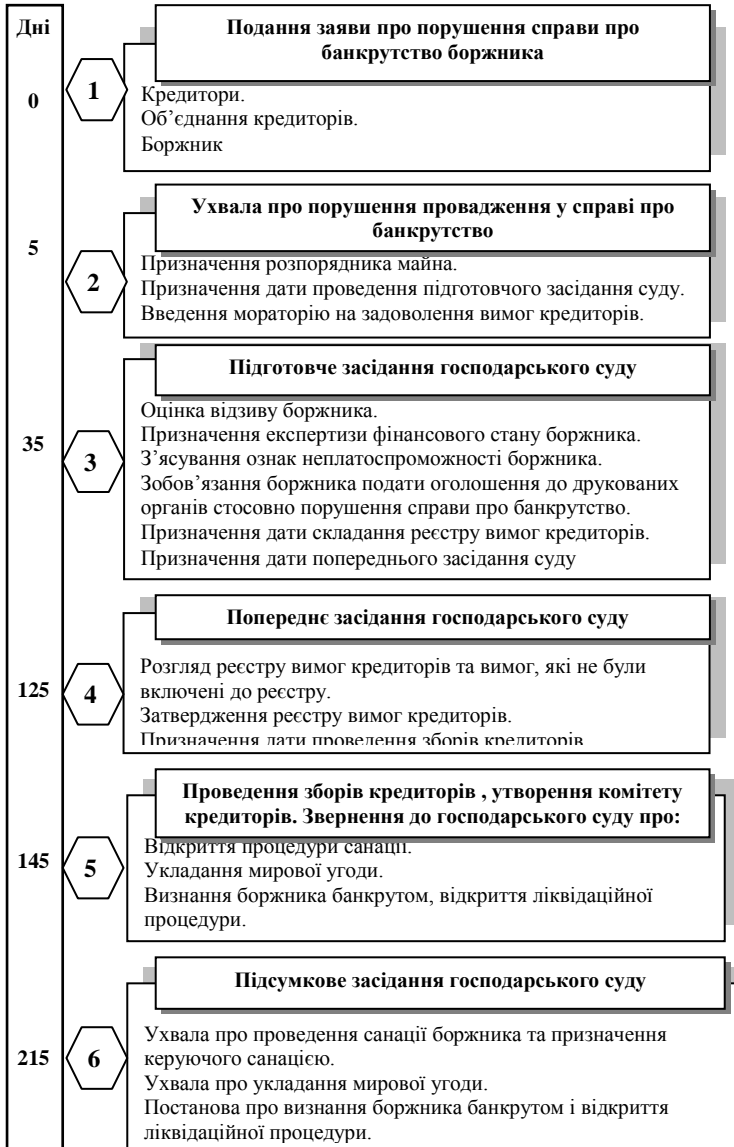 Дні
Подання заяви про порушення справи про
банкрутство боржника
0
1
Кредитори.
Об’єднання кредиторів.
Боржник
Ухвала про порушення провадження у справі про
банкрутство
5
2
Призначення розпорядника майна.
Призначення дати проведення підготовчого засідання суду.
Введення мораторію на задоволення вимог кредиторів.
Підготовче засідання господарського суду
35
3
Оцінка відзиву боржника.
Призначення експертизи фінансового стану боржника.
З’ясування ознак неплатоспроможності боржника.
Зобов’язання боржника подати оголошення до друкованих
органів стосовно порушення справи про банкрутство.
Призначення дати складання реєстру вимог кредиторів.
Призначення дати попереднього засідання суду
Попереднє засідання господарського суду
125
4
Розгляд реєстру вимог кредиторів та вимог, які не були
включені до реєстру.
Затвердження реєстру вимог кредиторів.
Призначення дати проведення зборів кредиторів
Проведення зборів кредиторів , утворення комітету
кредиторів. Звернення до господарського суду про:
145
5
Відкриття процедури санації.
Укладання мирової угоди.
Визнання боржника банкрутом, відкриття ліквідаційної
процедури.
Підсумкове засідання господарського суду
215
6
Ухвала про проведення санації боржника та призначення
керуючого санацією.
Ухвала про укладання мирової угоди.
Постанова про визнання боржника банкрутом і відкриття
ліквідаційної процедури.